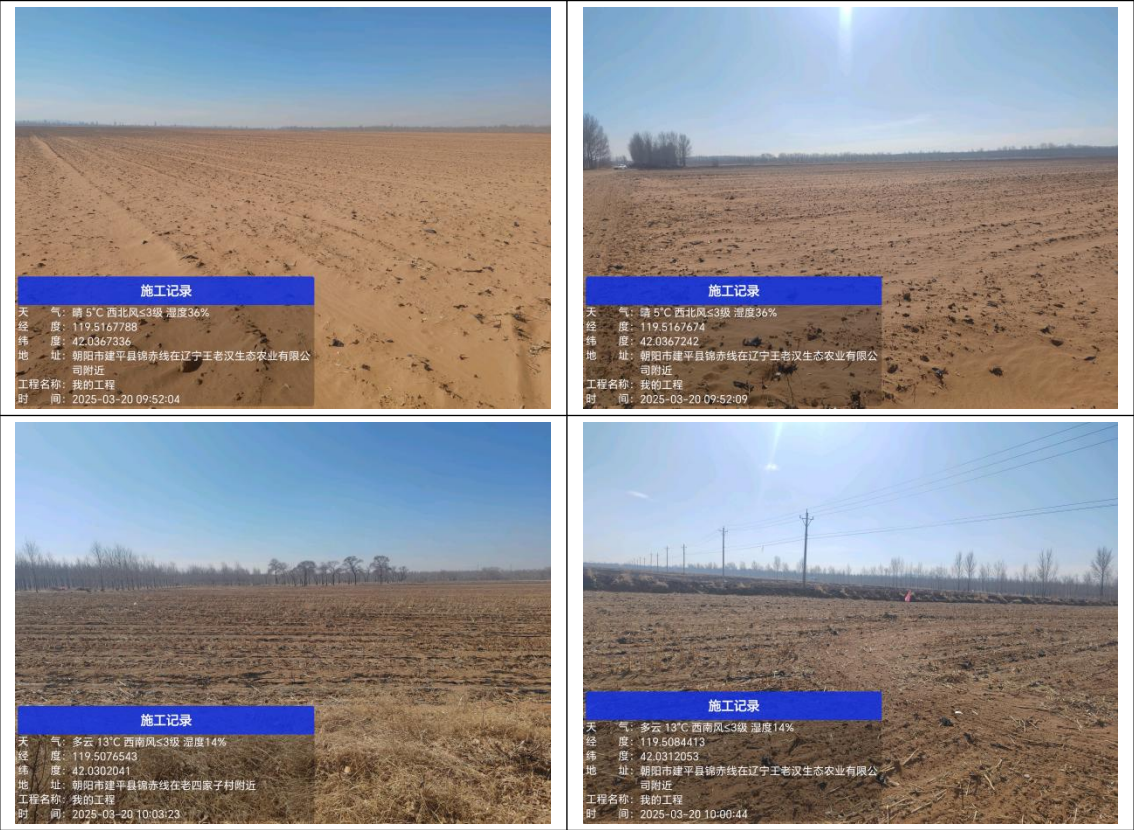 施工记录
天 气：晴 5℃ 西北风≤3级 湿度36%
经 度：119.5167788
纬 度：42.0367336
地 址：朝阳市建平县锦赤线在辽宁王老汉生态农业有限公
司附近
工程名称：我的工程
时 间：2025-03-20 09:52:04
施工记录
天 气：晴 5℃ 西北风≤3级 湿度36%
经 度：119.5167674
纬 度：42.0367242
地 址：朝阳市建平县锦赤线在辽宁王老汉生态农业有限公
司附近
工程名称：我的工程
时 间：2025-03-20 09:52:09
施工记录
天 气：多云 13℃ 西南风≤3级 湿度14%
经 度：119.5076543
纬 度：42.0302041
地 址：朝阳市建平县锦赤线在老四家子村附近
工程名称：我的工程
时 间：2025-03-20 10:03:23
施工记录
天 气：多云 13℃ 西南风≤3级 湿度14%
经 度：119.5084413
纬 度：42.0312053
地 址：朝阳市建平县锦赤线在辽宁王老汉生态农业有限公
司附近
工程名称：我的工程
时 间：2025-03-20 10:00:44